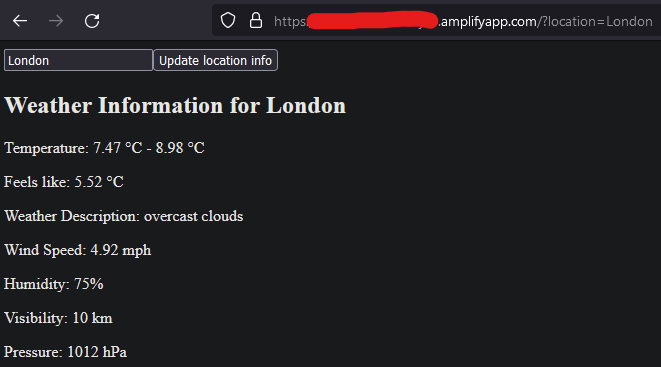 https .amplifyapp.com/?location=London
London Update location info
Weather Information for London
Temperature: 7.47 °C - 8.98 °C
Feels like: 5.52 °C
Weather Description: overcast clouds
Wind Speed: 4.92 mph
Humidity: 75%
Visibility: 10 km
Pressure: 1012 hPa